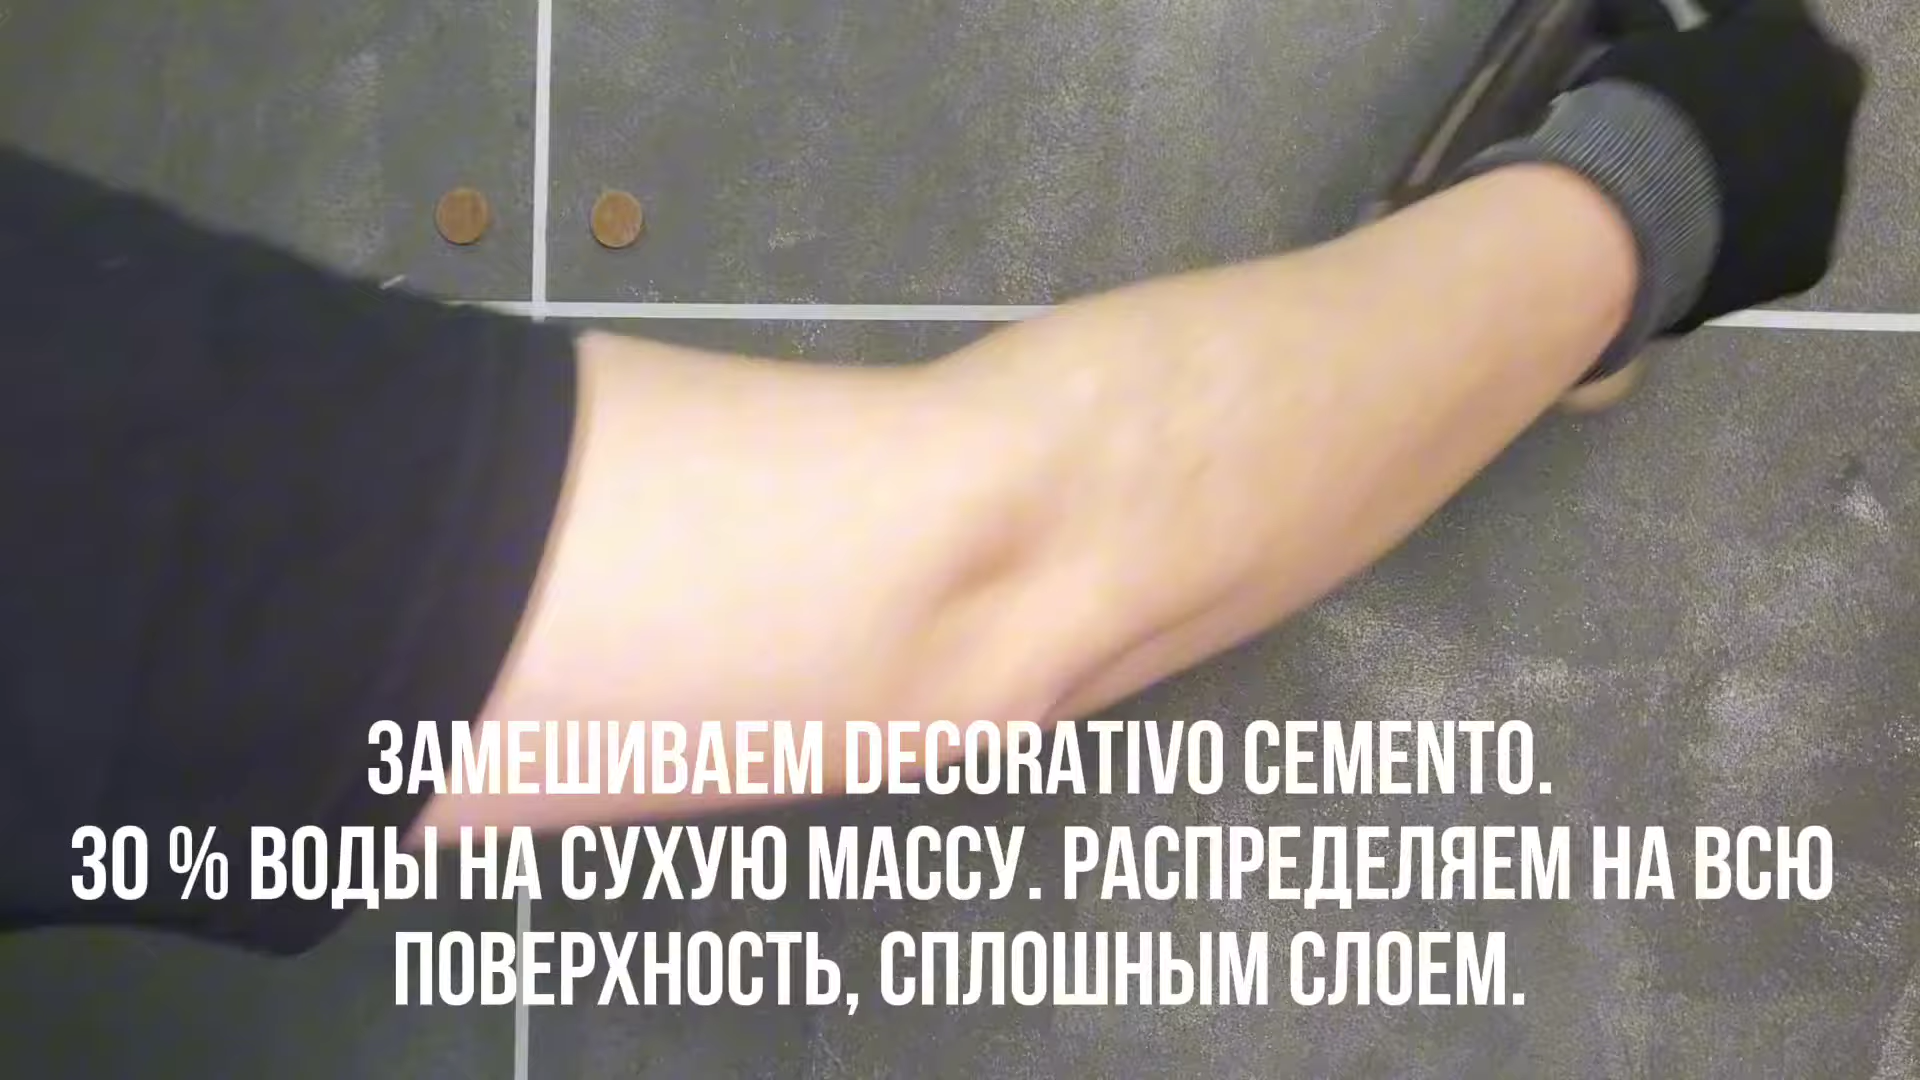 ЗАМЕШИВАЕМ DECORATIVO CEMENTO.
30 % ВОДЫ НА СУХУЮ МАССУ. РАСПРЕДЕЛЯЕМ НА ВСЮ
ПОВЕРХНОСТЬ, СПЛОШНЫМ СЛОЕМ.